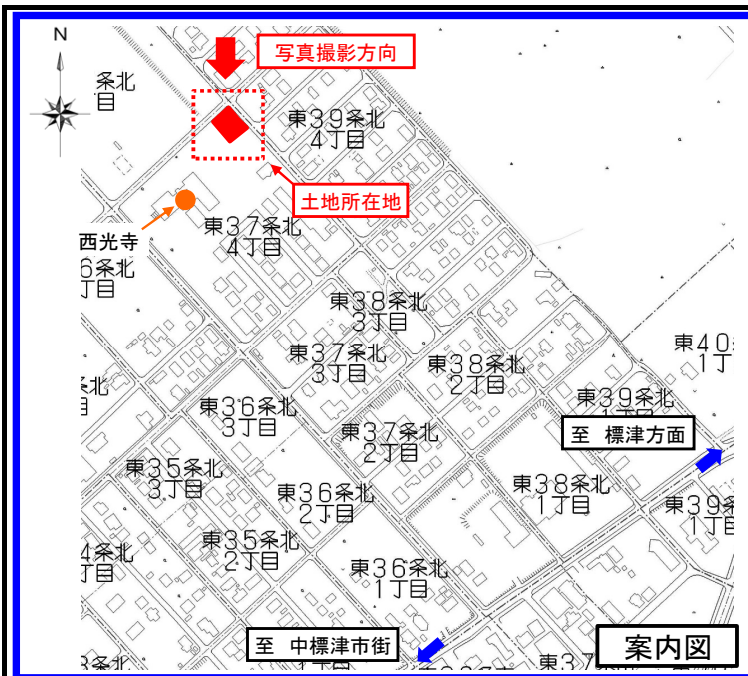 N
写真撮影方向
条北
目
東39条北
4丁目
土地所在地
西光寺
東37条北
4丁目
6条北
丁目
東38条北
3丁目
東37条北
3丁目
東38条北
2丁目
東40
1丁
東39条北
1丁目
至 標津方面
東36条北
3丁目
東37条北
2丁目
東35条北
3丁目
東36条北
2丁目
東38条北
1丁目
東39
1丁目
東35条北
2丁目
4条北
丁目
東36条北
1丁目
至 中標津市街
案内図